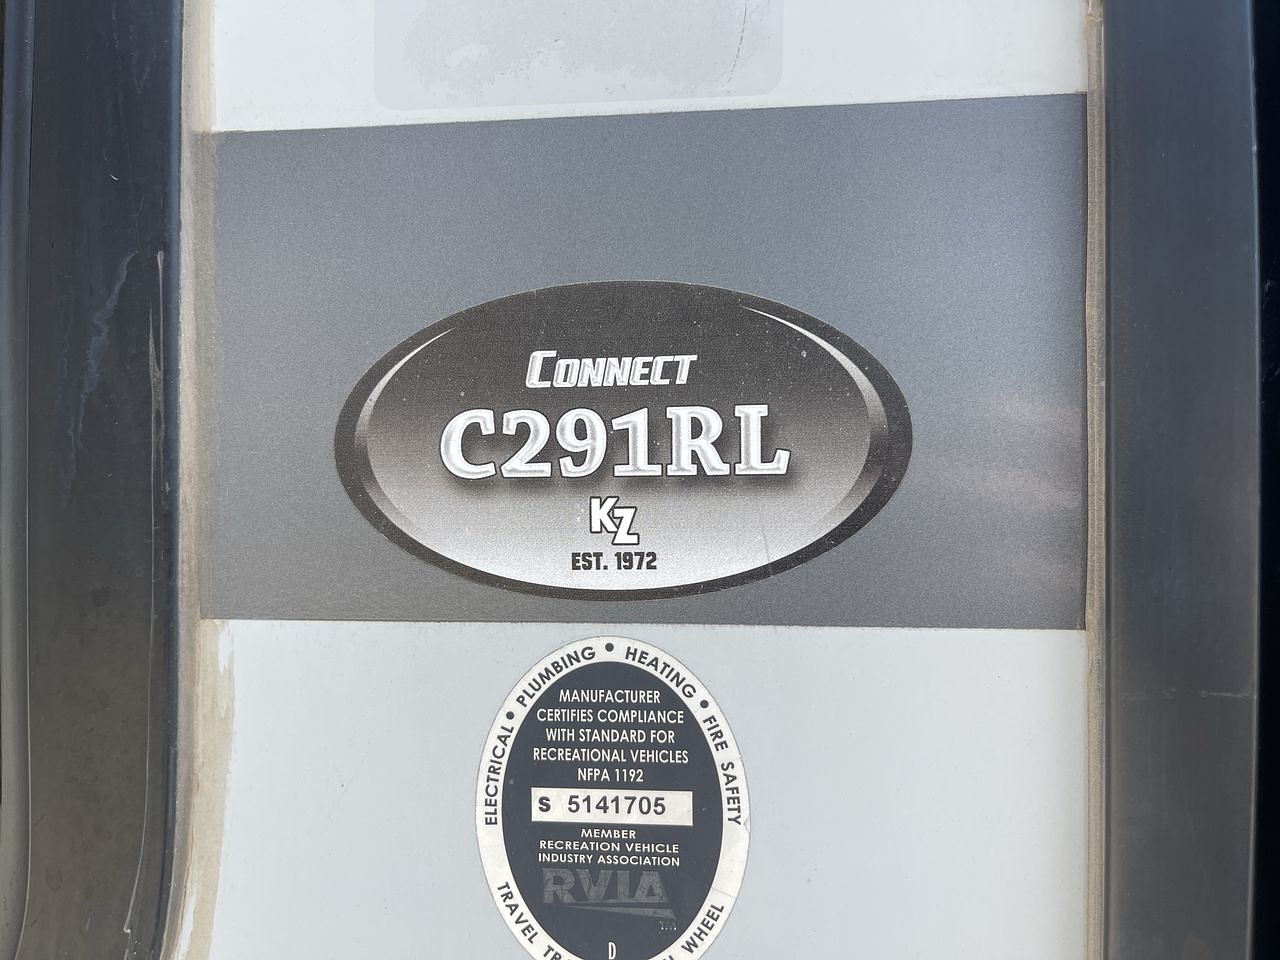 CONNECT
C291RL
KZ
EST. 1972
ELECTRICAL • PLUMBING • HEATING • FIRE SAFETY
MANUFACTURER
CERTIFIES COMPLIANCE
WITH STANDARD FOR
RECREATIONAL VEHICLES
NFPA 1192
S 5141705
MEMBER
RECREATION VEHICLE
INDUSTRY ASSOCIATION
RVIA
D
TRAVEL
WHEEL